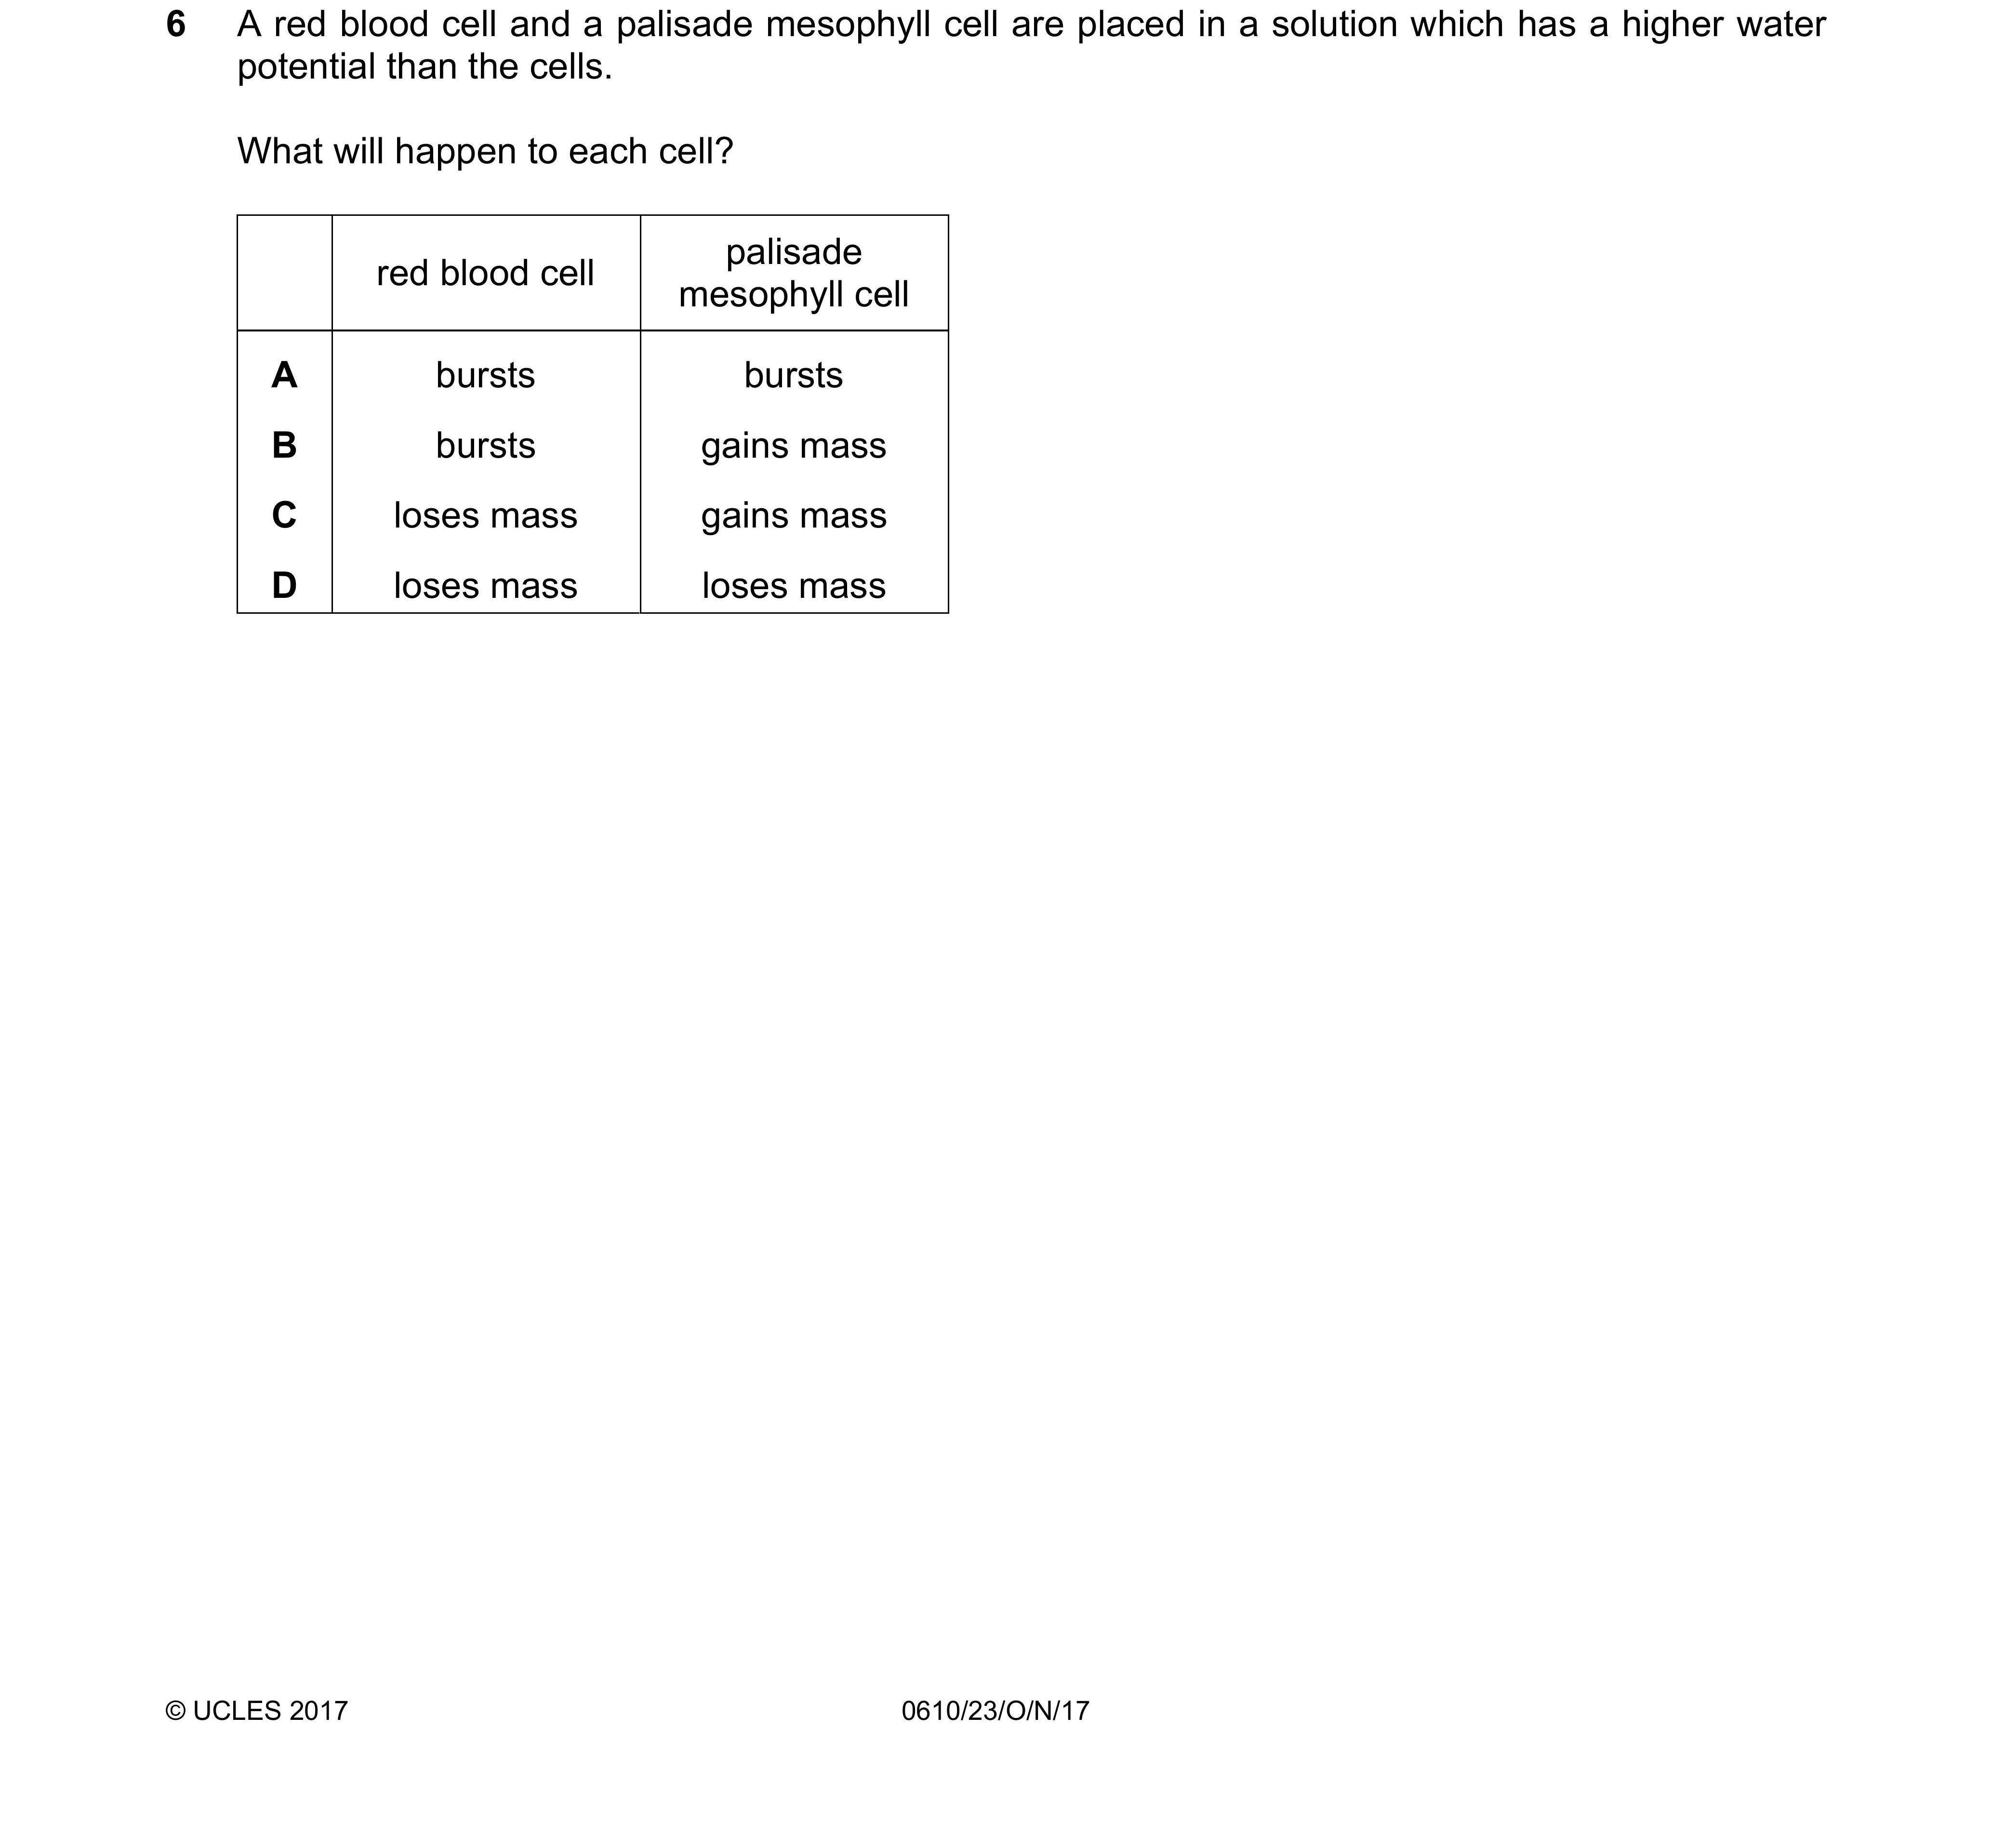 6 A red blood cell and a palisade mesophyll cell are placed in a solution which has a higher water
potential than the cells.
What will happen to each cell?
red blood cell palisade
mesophyll cell
A bursts bursts
B bursts gains mass
C loses mass gains mass
D loses mass loses mass
© UCLES 2017 0610/23/O/N/17